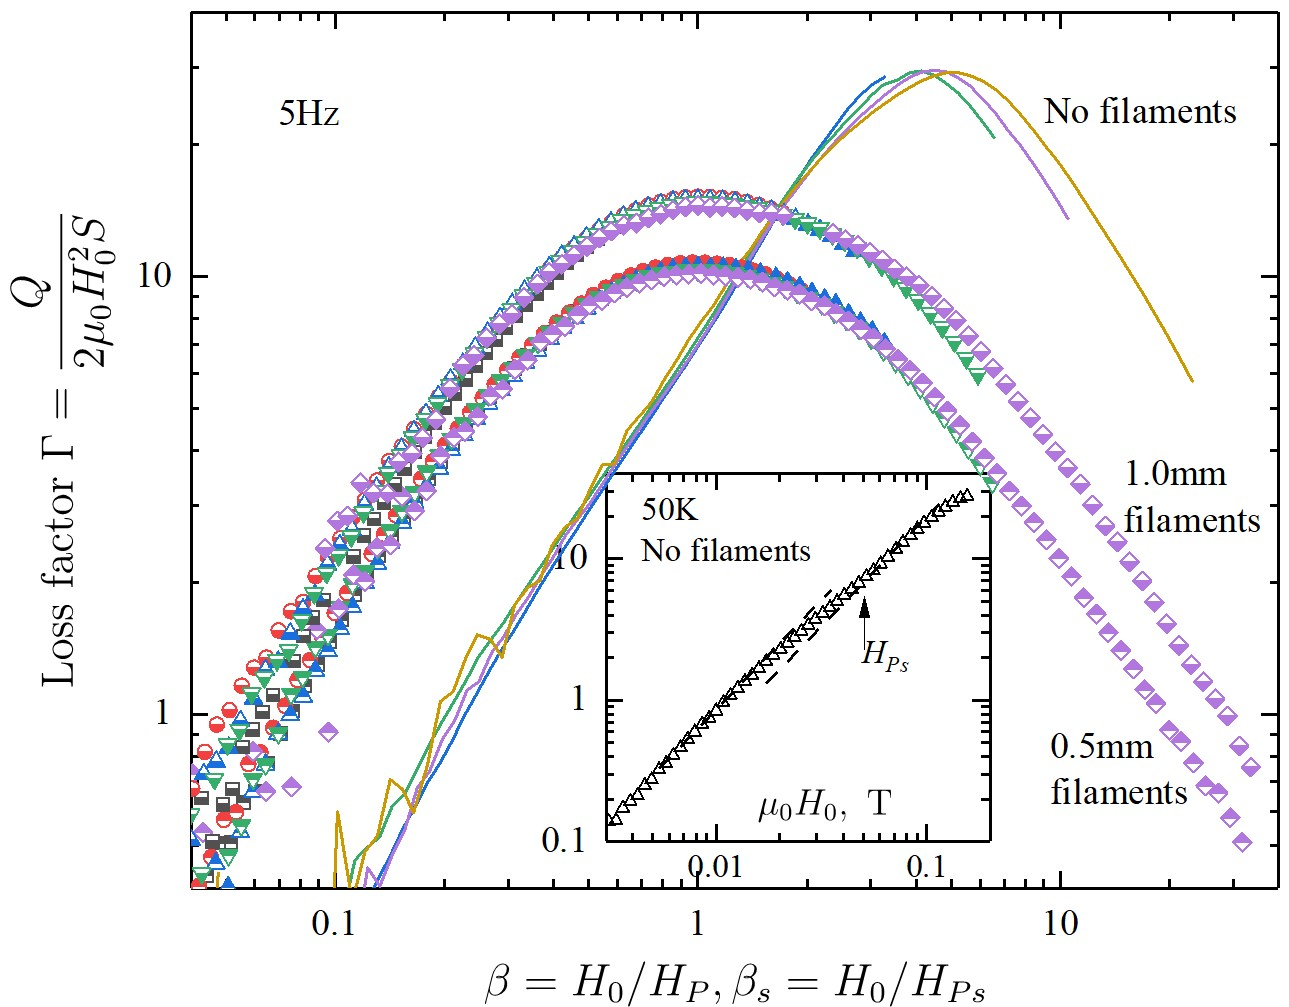 5Hz
No filaments
Loss factor Γ = Q / 2μ₀H₀²S
10
1
1.0mm
filaments
0.5mm
filaments
50K
No filaments
10
1
0.1
H_Ps
μ₀H₀, T
0.01 0.1
0.1 1 10
β = H₀/H_P, β_s = H₀/H_Ps